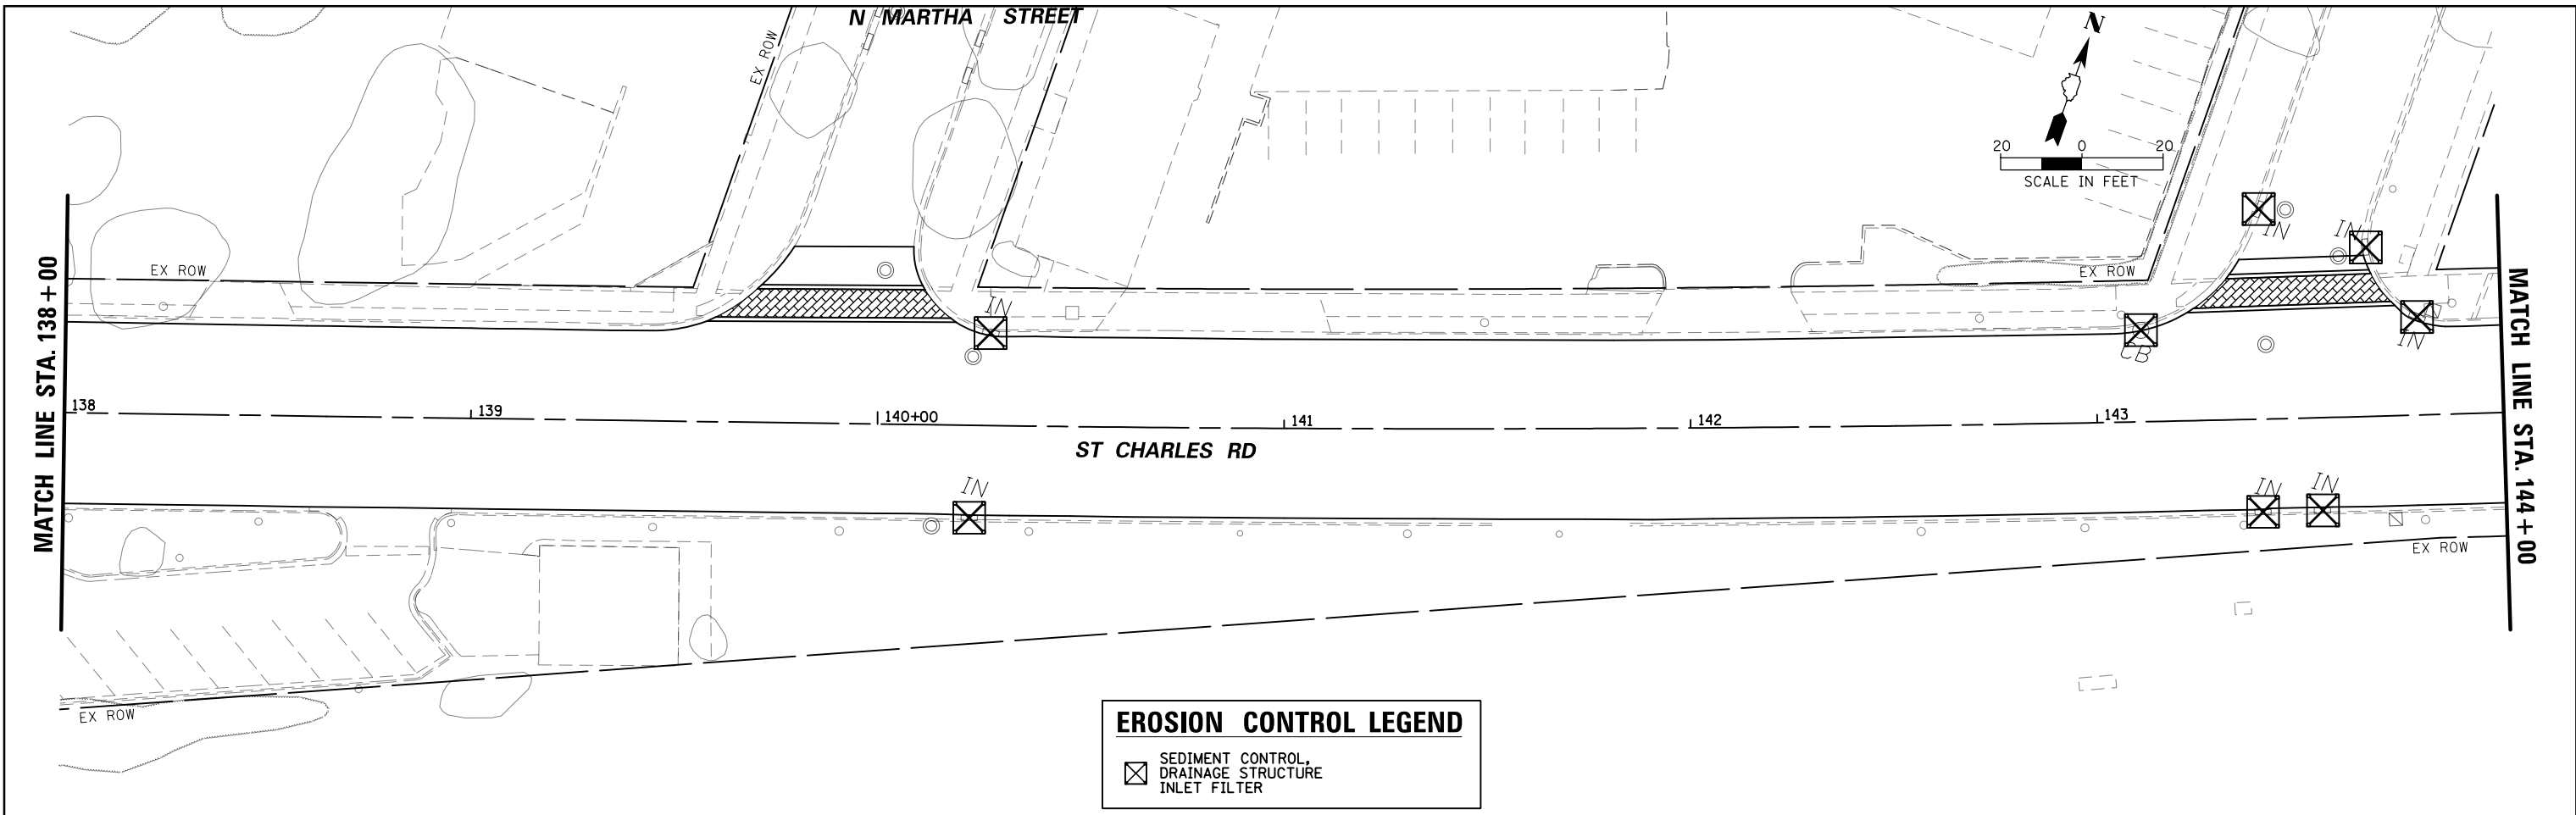 N MARTHA STREET
EX ROW
N
20 0 20
SCALE IN FEET
IN
IN
EX ROW
EX ROW
IN
CB
IN
MATCH LINE STA. 138+00
MATCH LINE STA. 144+00
138
139
140+00
141
142
143
ST CHARLES RD
IN
IN
IN
EX ROW
EX ROW
EROSION CONTROL LEGEND
SEDIMENT CONTROL,
DRAINAGE STRUCTURE
INLET FILTER